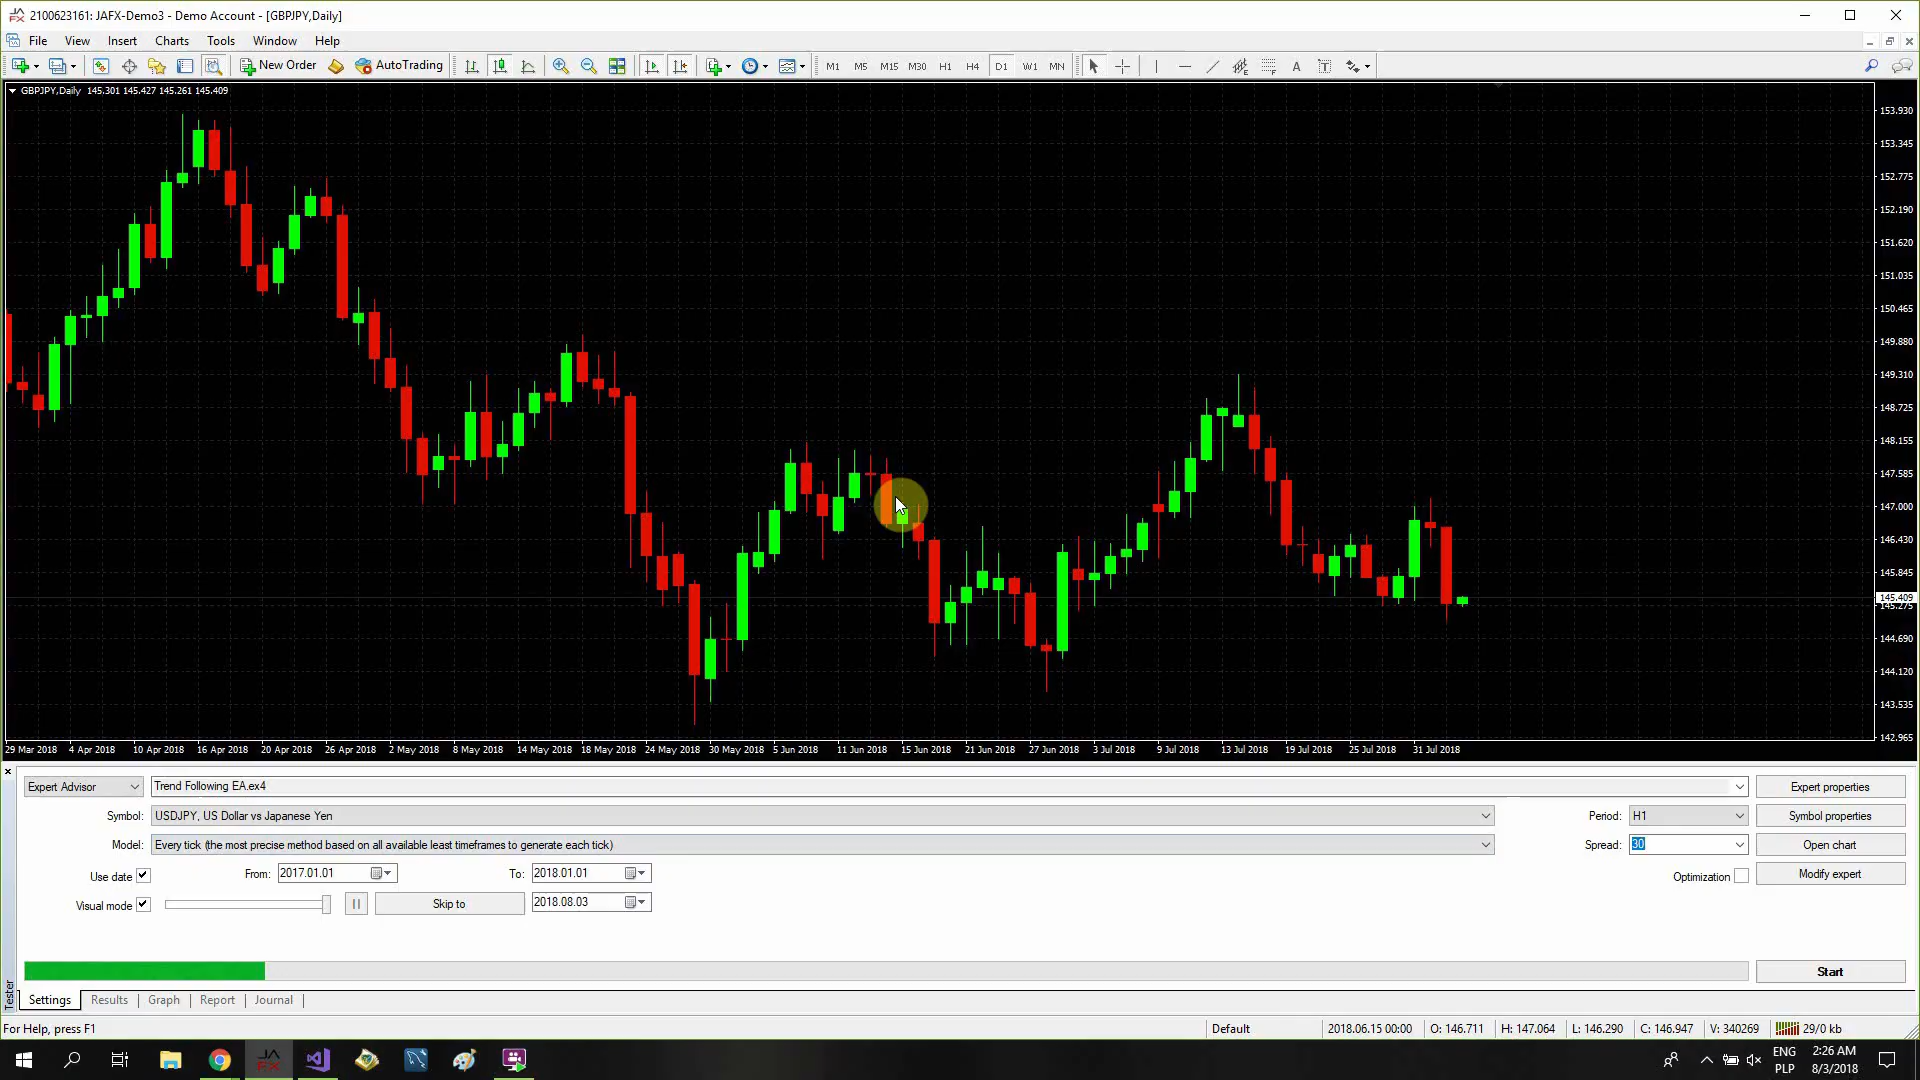 2100623161: JAFX-Demo3 - Demo Account - [GBPJPY,Daily]
File View Insert Charts Tools Window Help
New Order AutoTrading M1 M5 M15 M30 H1 H4 D1 W1 MN A T
GBPJPY,Daily 145.301 145.427 145.261 145.409
153.930
153.345
152.775
152.190
151.620
151.035
150.465
149.880
149.310
148.725
148.155
147.585
147.000
146.430
145.845
145.409
145.275
144.690
144.120
143.535
142.965
29 Mar 2018 4 Apr 2018 10 Apr 2018 16 Apr 2018 20 Apr 2018 26 Apr 2018 2 May 2018 8 May 2018 14 May 2018 18 May 2018 24 May 2018 30 May 2018 5 Jun 2018 11 Jun 2018 15 Jun 2018 21 Jun 2018 27 Jun 2018 3 Jul 2018 9 Jul 2018 13 Jul 2018 19 Jul 2018 25 Jul 2018 31 Jul 2018
Expert Advisor Trend Following EA.ex4 Expert properties
Symbol: USDJPY, US Dollar vs Japanese Yen Period: H1 Symbol properties
Model: Every tick (the most precise method based on all available least timeframes to generate each tick) Spread: 30 Open chart
Use date From: 2017.01.01 To: 2018.01.01 Optimization Modify expert
Visual mode Skip to 2018.08.03
Start
Tester
Settings Results Graph Report Journal
For Help, press F1 Default 2018.06.15 00:00 O: 146.711 H: 147.064 L: 146.290 C: 146.947 V: 340269 29/0 kb
JA
FX
ENG 2:26 AM
PLP 8/3/2018